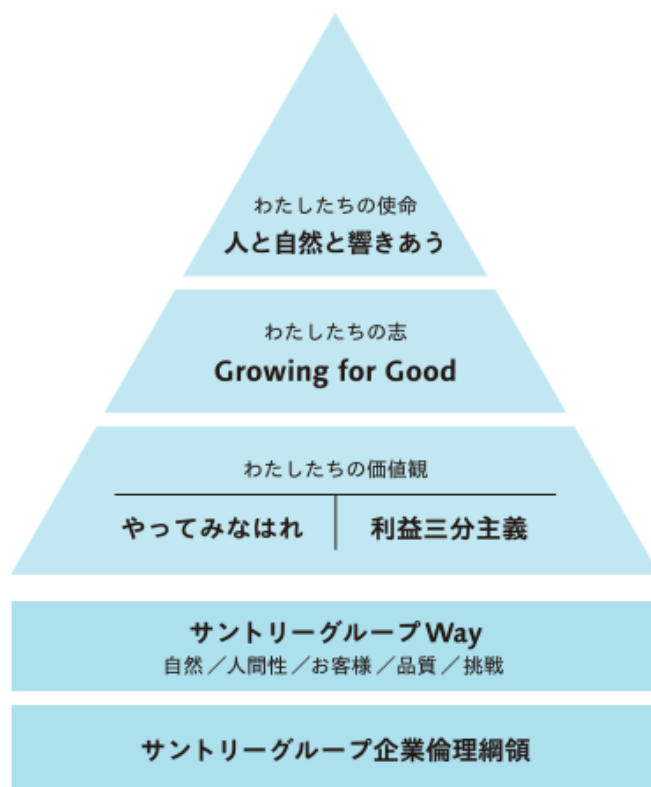 わたしたちの使命
人と自然と響きあう
わたしたちの志
Growing for Good
わたしたちの価値観
やってみなはれ 利益三分主義
サントリーグループWay
自然／人間性／お客様／品質／挑戦
サントリーグループ企業倫理綱領